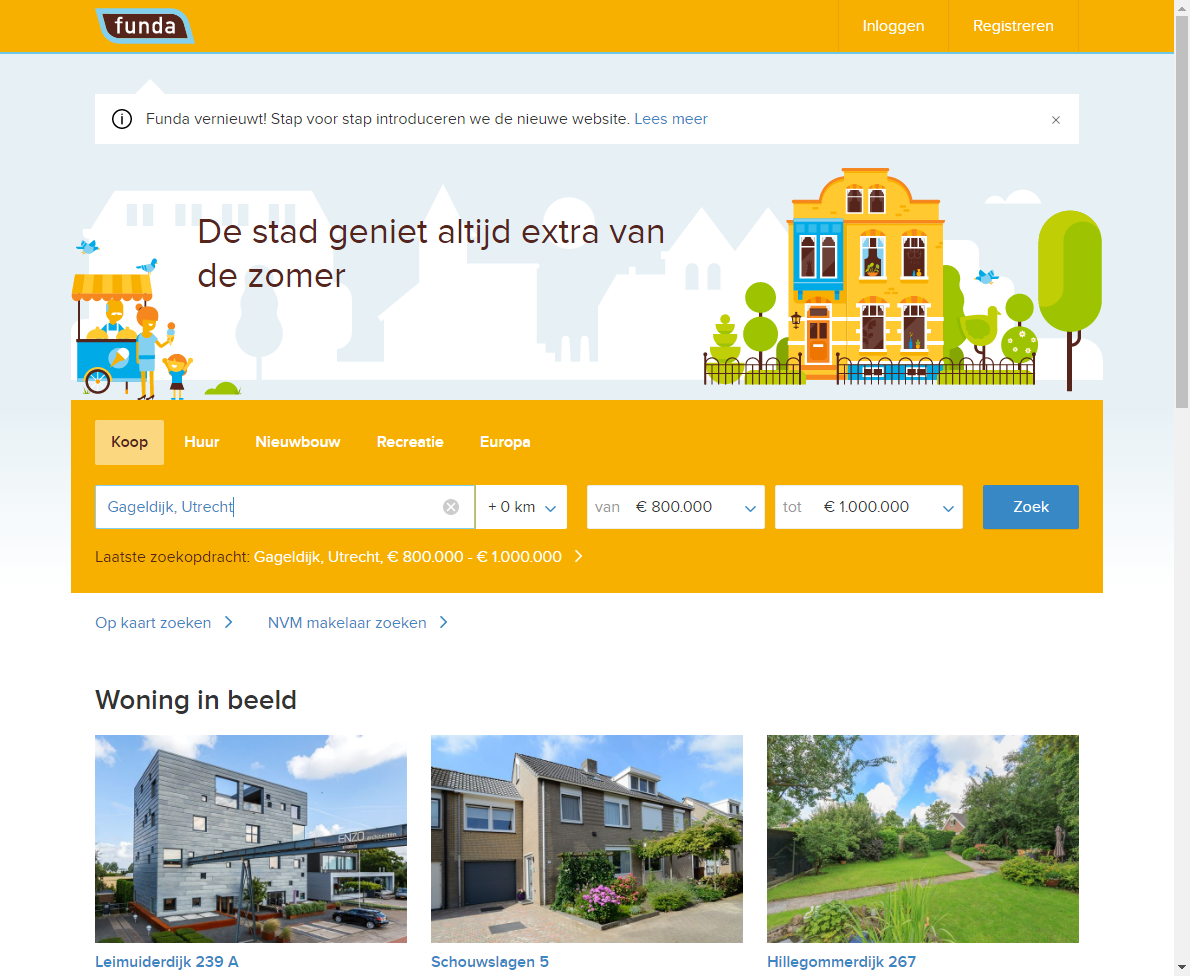 funda
Inloggen
Registreren
Funda vernieuwt! Stap voor stap introduceren we de nieuwe website. Lees meer
De stad geniet altijd extra van
de zomer
Koop
Huur
Nieuwbouw
Recreatie
Europa
Gageldijk, Utrecht
+ 0 km
van € 800.000
tot € 1.000.000
Zoek
Laatste zoekopdracht: Gageldijk, Utrecht, € 800.000 - € 1.000.000
Op kaart zoeken
NVM makelaar zoeken
Woning in beeld
ENZO architecten
Leimuiderdijk 239 A
Schouwslagen 5
Hillegommerdijk 267